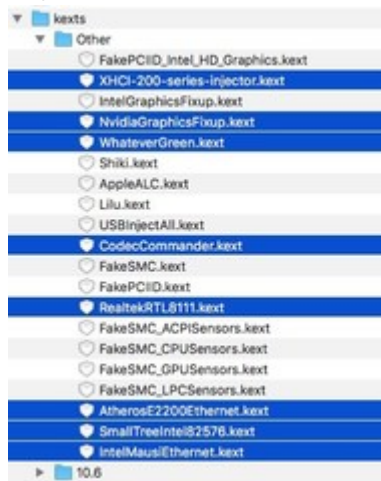 kexts
Other
FakePCIID_Intel_HD_Graphics.kext
XHCI-200-series-injector.kext
IntelGraphicsFixup.kext
NvidiaGraphicsFixup.kext
WhateverGreen.kext
Shiki.kext
AppleALC.kext
Lilu.kext
USBInjectAll.kext
CodecCommander.kext
FakeSMC.kext
FakePCIID.kext
RealtekRTL8111.kext
FakeSMC_ACPISensors.kext
FakeSMC_CPUSensors.kext
FakeSMC_GPUSensors.kext
FakeSMC_LPCSensors.kext
AtherosE2200Ethernet.kext
SmallTreeIntel82576.kext
IntelMausiEthernet.kext
10.6